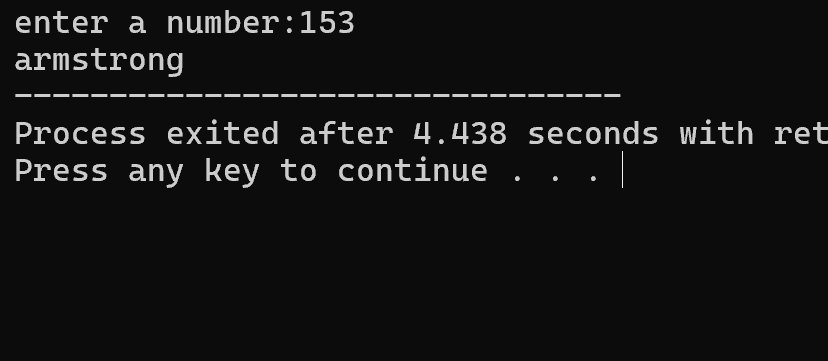 enter a number:153
armstrong
--------------------------------
Process exited after 4.438 seconds with ret
Press any key to continue . . .